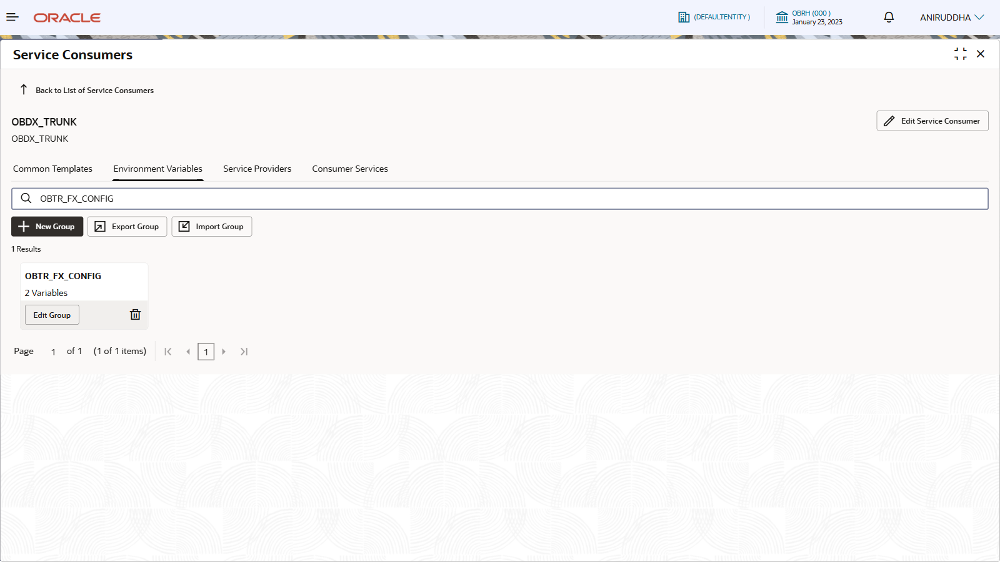 ORACLE
(DEFAULTENTITY )
OBRH (000 )
January 23, 2023
ANIRUDDHA
Service Consumers
Back to List of Service Consumers
OBDX_TRUNK
Edit Service Consumer
OBDX_TRUNK
Common Templates Environment Variables Service Providers Consumer Services
OBTR_FX_CONFIG
New Group Export Group Import Group
1 Results
OBTR_FX_CONFIG
2 Variables
Edit Group
Page 1 of 1 (1 of 1 items) 1